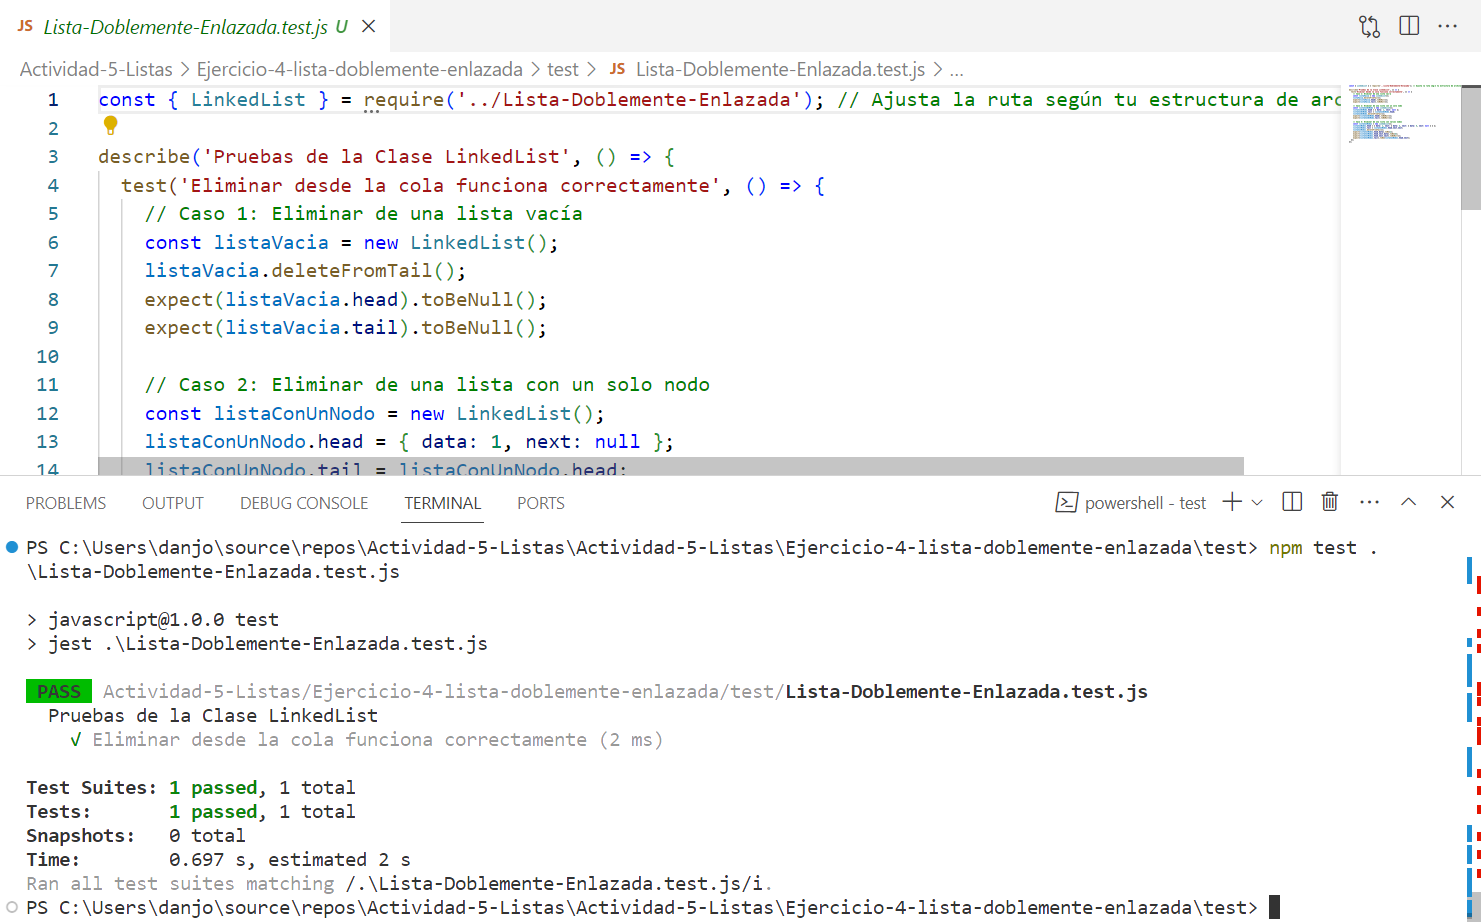 JS Lista-Doblemente-Enlazada.test.js U
Actividad-5-Listas > Ejercicio-4-lista-doblemente-enlazada > test > JS Lista-Doblemente-Enlazada.test.js > ...
1 const { LinkedList } = require('../Lista-Doblemente-Enlazada'); // Ajusta la ruta según tu estructura de arc
2
3 describe('Pruebas de la Clase LinkedList', () => {
4 test('Eliminar desde la cola funciona correctamente', () => {
5 // Caso 1: Eliminar de una lista vacía
6 const listaVacia = new LinkedList();
7 listaVacia.deleteFromTail();
8 expect(listaVacia.head).toBeNull();
9 expect(listaVacia.tail).toBeNull();
10
11 // Caso 2: Eliminar de una lista con un solo nodo
12 const listaConUnNodo = new LinkedList();
13 listaConUnNodo.head = { data: 1, next: null };
14 listaConUnNodo.tail = listaConUnNodo.head;
PROBLEMS OUTPUT DEBUG CONSOLE TERMINAL PORTS powershell - test
PS C:\Users\danjo\source\repos\Actividad-5-Listas\Actividad-5-Listas\Ejercicio-4-lista-doblemente-enlazada\test> npm test .
\Lista-Doblemente-Enlazada.test.js
> javascript@1.0.0 test
> jest .\Lista-Doblemente-Enlazada.test.js
PASS Actividad-5-Listas/Ejercicio-4-lista-doblemente-enlazada/test/Lista-Doblemente-Enlazada.test.js
Pruebas de la Clase LinkedList
√ Eliminar desde la cola funciona correctamente (2 ms)
Test Suites: 1 passed, 1 total
Tests: 1 passed, 1 total
Snapshots: 0 total
Time: 0.697 s, estimated 2 s
Ran all test suites matching /.\Lista-Doblemente-Enlazada.test.js/i.
PS C:\Users\danjo\source\repos\Actividad-5-Listas\Actividad-5-Listas\Ejercicio-4-lista-doblemente-enlazada\test>